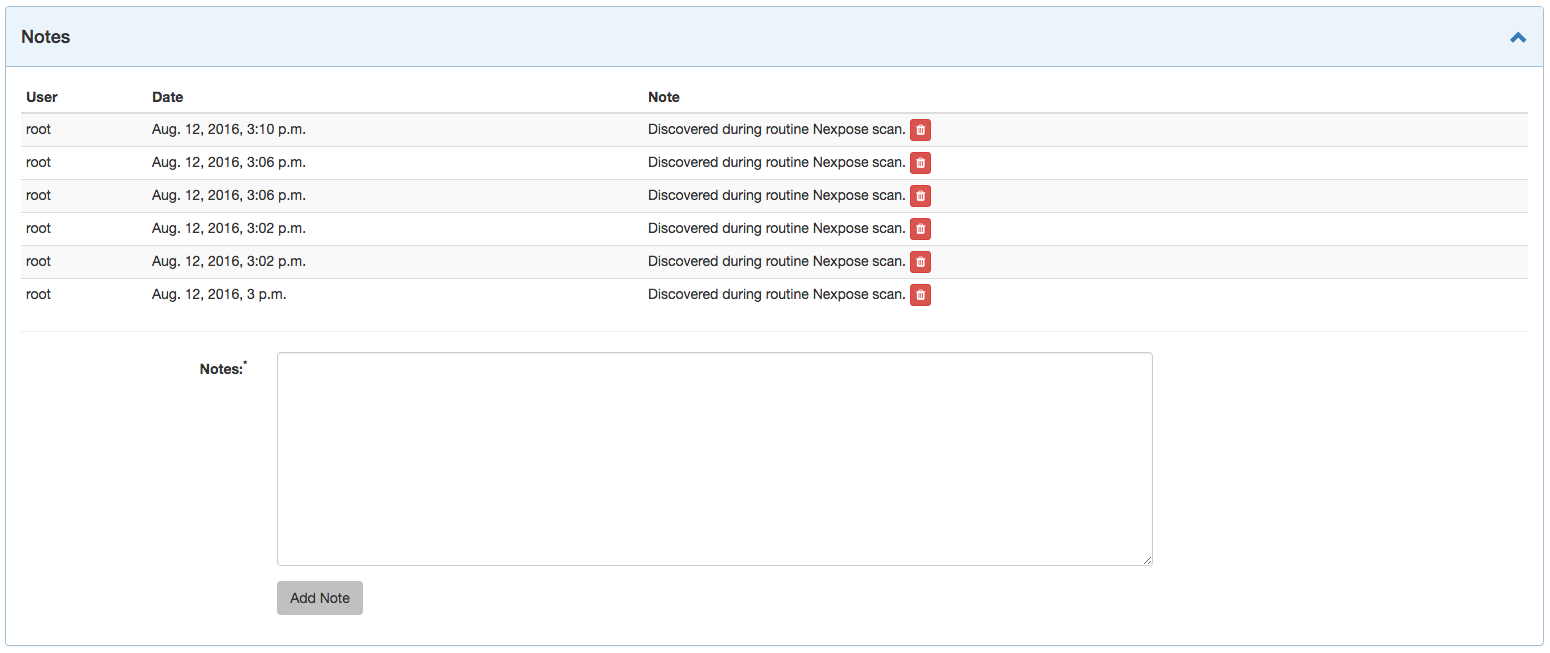 Notes
User Date Note
root Aug. 12, 2016, 3:10 p.m. Discovered during routine Nexpose scan.
root Aug. 12, 2016, 3:06 p.m. Discovered during routine Nexpose scan.
root Aug. 12, 2016, 3:06 p.m. Discovered during routine Nexpose scan.
root Aug. 12, 2016, 3:02 p.m. Discovered during routine Nexpose scan.
root Aug. 12, 2016, 3:02 p.m. Discovered during routine Nexpose scan.
root Aug. 12, 2016, 3 p.m. Discovered during routine Nexpose scan.
Notes:*
Add Note